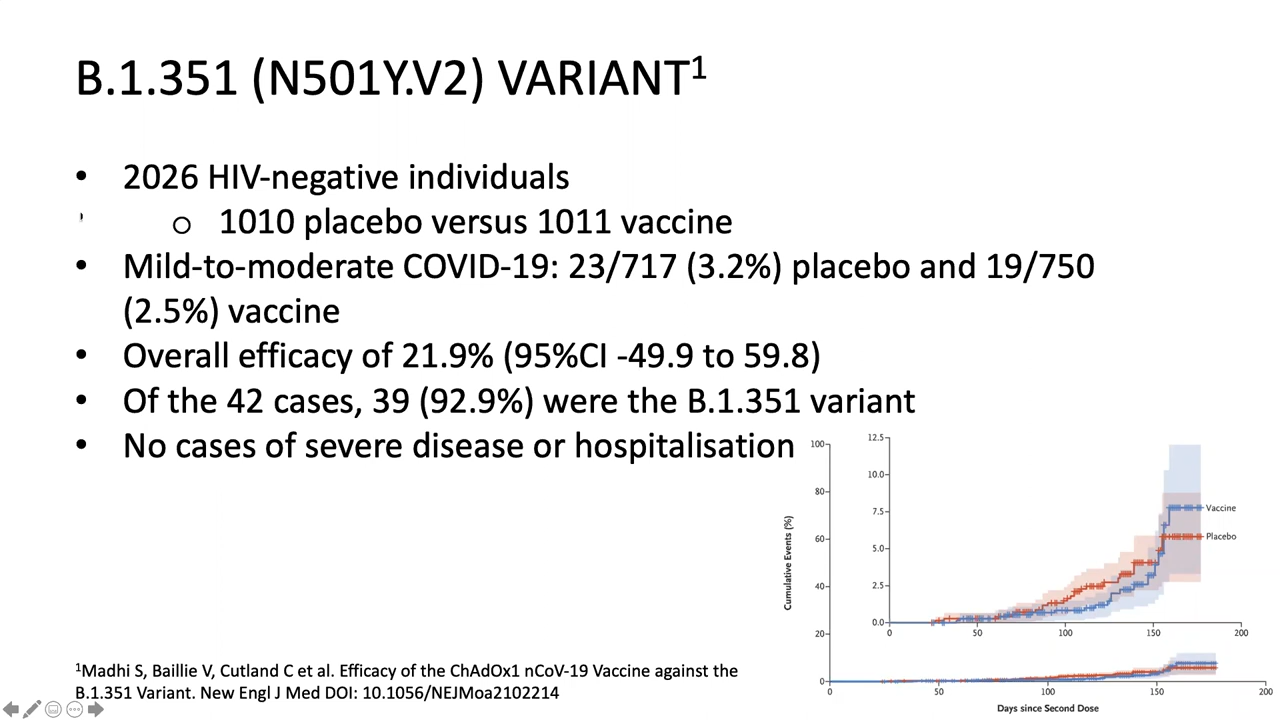 B.1.351 (N501Y.V2) VARIANT¹
• 2026 HIV-negative individuals
o 1010 placebo versus 1011 vaccine
• Mild-to-moderate COVID-19: 23/717 (3.2%) placebo and 19/750
(2.5%) vaccine
• Overall efficacy of 21.9% (95%CI -49.9 to 59.8)
• Of the 42 cases, 39 (92.9%) were the B.1.351 variant
• No cases of severe disease or hospitalisation
Cumulative Events (%)
100
80
60
40
20
0
12.5
10.0
7.5
5.0
2.5
0.0
0 50 100 150 200
Vaccine
Placebo
0 50 100 150 200
Days since Second Dose
¹Madhi S, Baillie V, Cutland C et al. Efficacy of the ChAdOx1 nCoV-19 Vaccine against the
B.1.351 Variant. New Engl J Med DOI: 10.1056/NEJMoa2102214